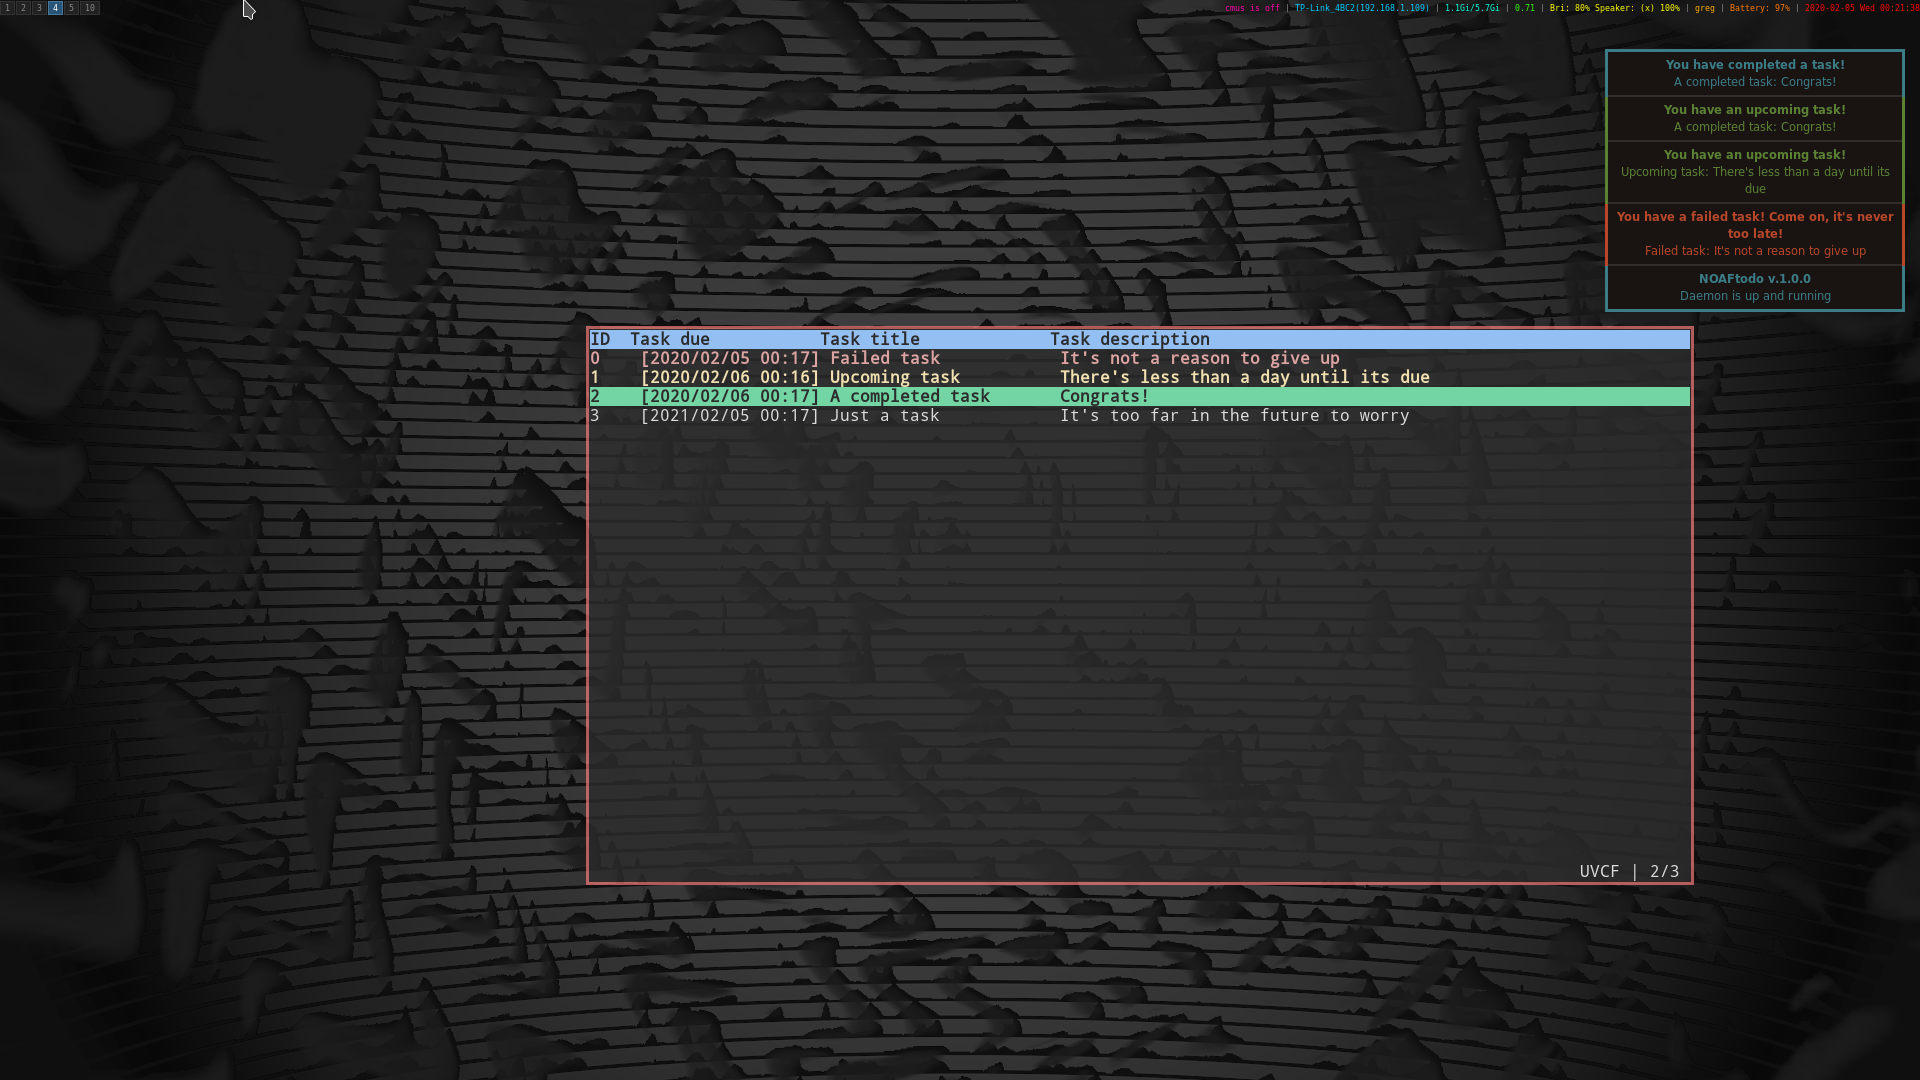 1 2 3 4 5 10
cmus is off | TP-Link_4BC2(192.168.1.109) | 1.1Gi/5.7Gi | 0.71 | Bri: 80% Speaker: (x) 100% | greg | Battery: 97% | 2020-02-05 Wed 00:21:38
You have completed a task!
A completed task: Congrats!
You have an upcoming task!
A completed task: Congrats!
You have an upcoming task!
Upcoming task: There's less than a day until its
due
You have a failed task! Come on, it's never
too late!
Failed task: It's not a reason to give up
NOAFtodo v.1.0.0
Daemon is up and running
ID Task due Task title Task description
0 [2020/02/05 00:17] Failed task It's not a reason to give up
1 [2020/02/06 00:16] Upcoming task There's less than a day until its due
2 [2020/02/06 00:17] A completed task Congrats!
3 [2021/02/05 00:17] Just a task It's too far in the future to worry
UVCF | 2/3